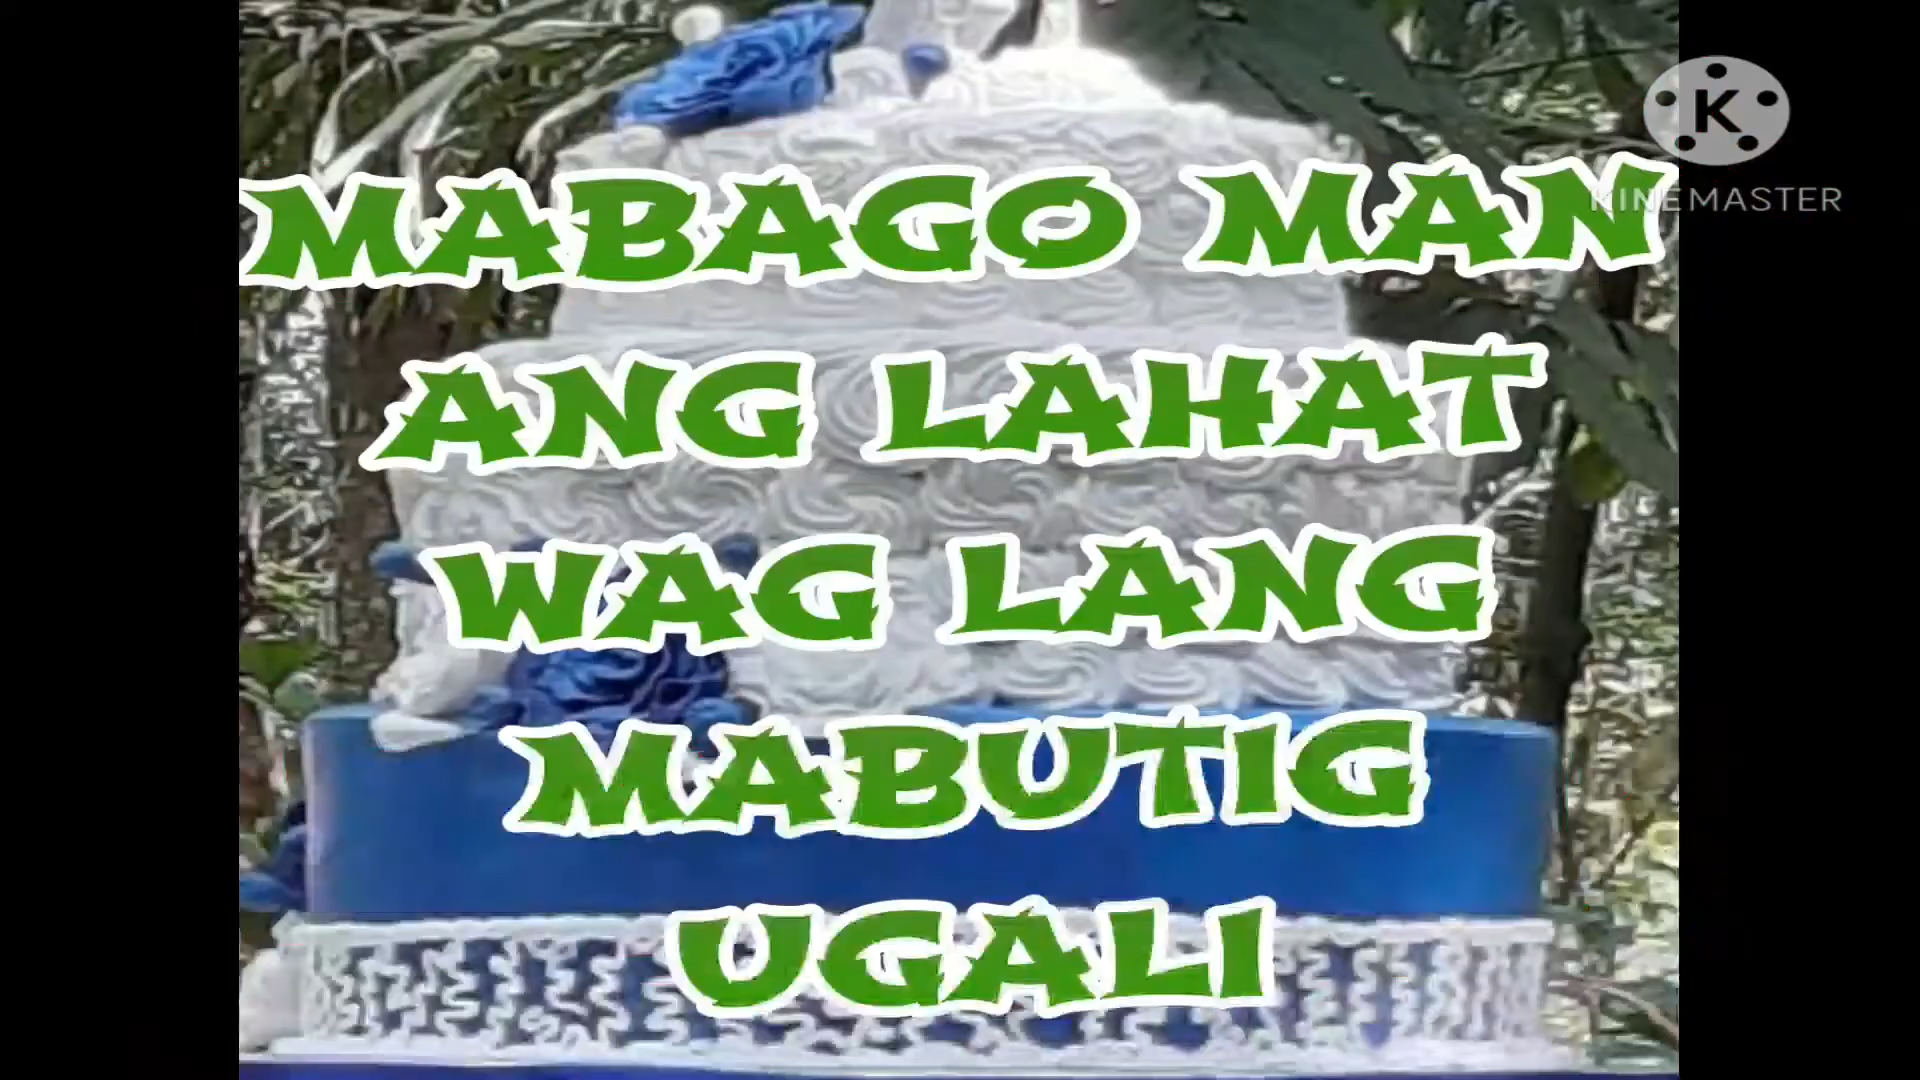 K
KINEMASTER
MABAGO MAN
ANG LAHAT
WAG LANG
MABUTIG
UGALI